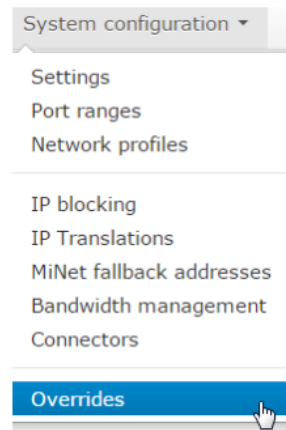 System configuration
Settings
Port ranges
Network profiles
IP blocking
IP Translations
MiNet fallback addresses
Bandwidth management
Connectors
Overrides